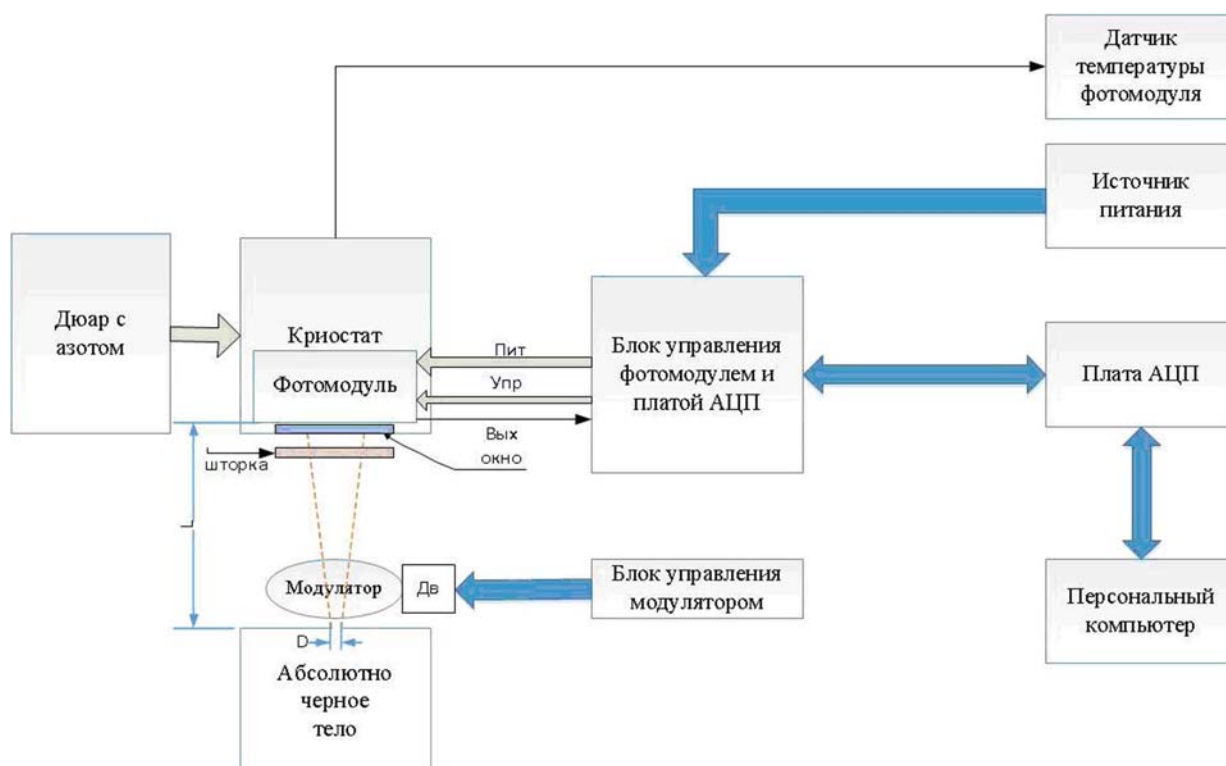 Датчик
температуры
фотомодуля
Источник
питания
Дюар с
азотом
Криостат
Фотомодуль
Пит
Упр
Вых
окно
Блок управления
фотомодулем и
платой АЦП
Плата АЦП
шторка
L
Модулятор
Дв
Блок управления
модулятором
Персональный
компьютер
D
Абсолютно
черное
тело